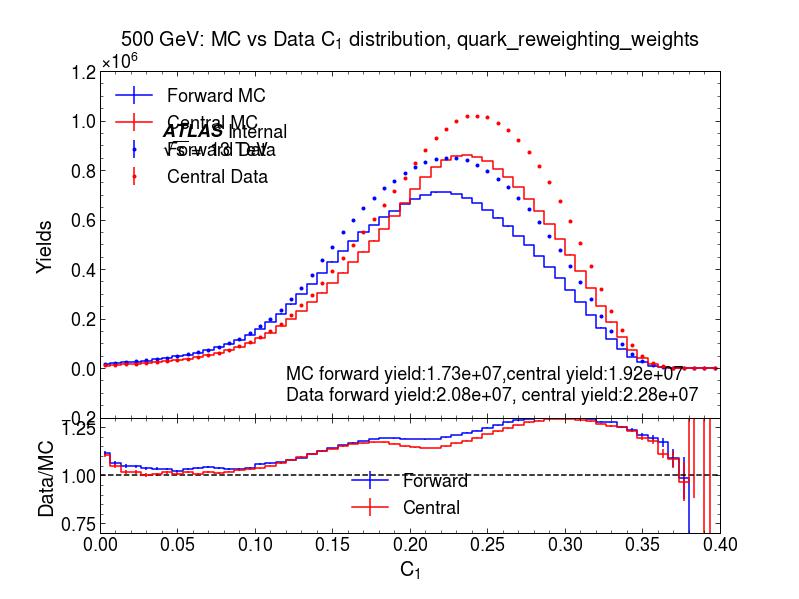 500 GeV: MC vs Data C1 distribution, quark_reweighting_weights
×10^6
1.2
1.0
0.8
0.6
0.4
0.2
0.0
0.2
Yields
Forward MC
Central MC
ATLAS Internal
√s = 13 TeV
Forward Data
Central Data
MC forward yield:1.73e+07,central yield:1.92e+07
Data forward yield:2.08e+07, central yield:2.28e+07
1.25
1.00
0.75
Data/MC
Forward
Central
0.00 0.05 0.10 0.15 0.20 0.25 0.30 0.35 0.40
C1